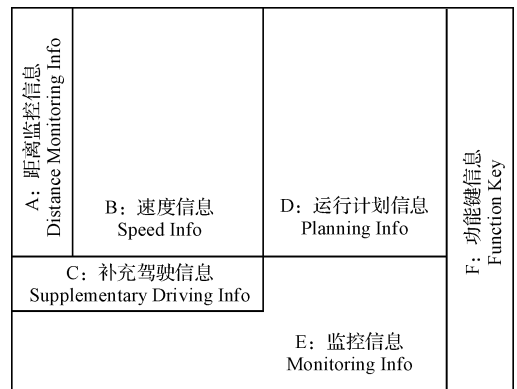 A：距离监控信息
Distance Monitoring Info
B：速度信息
Speed Info
D：运行计划信息
Planning Info
F：功能键信息
Function Key
C：补充驾驶信息
Supplementary Driving Info
E：监控信息
Monitoring Info